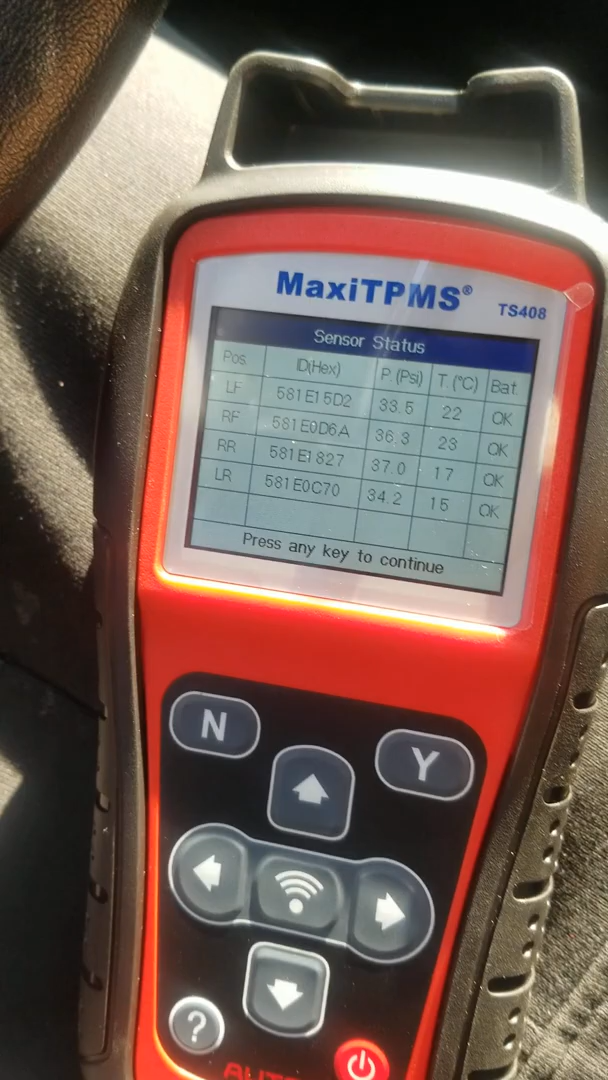 MaxiTPMS®
TS408
Sensor Status
Pos. ID(Hex) P. (Psi) T. (°C) Bat.
LF 581E15D2 33.5 22 OK
RF 581E0D6A 36.3 23 OK
RR 581E1827 37.0 17 OK
LR 581E0C70 34.2 15 OK
Press any key to continue
N
Y
?